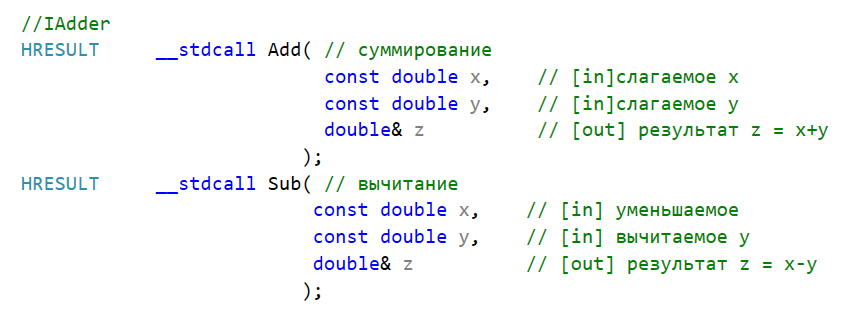 //IAdder
HRESULT __stdcall Add( // суммирование
const double x, // [in]слагаемое x
const double y, // [in]слагаемое y
double& z // [out] результат z = x+y
);
HRESULT __stdcall Sub( // вычитание
const double x, // [in] уменьшаемое
const double y, // [in] вычитаемое y
double& z // [out] результат z = x-y
);